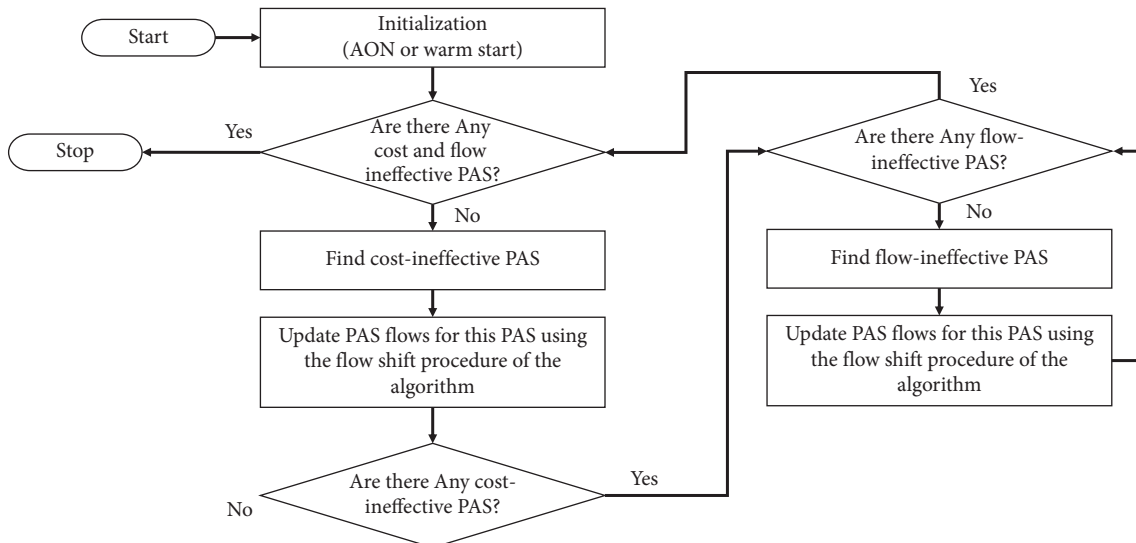 Start
Initialization
(AON or warm start)
Yes
Stop
Are there Any
cost and flow
ineffective PAS?
No
Find cost-ineffective PAS
Update PAS flows for this PAS using
the flow shift procedure of the
algorithm
Are there Any cost-
ineffective PAS?
No
Yes
Yes
Are there Any flow-
ineffective PAS?
No
Find flow-ineffective PAS
Update PAS flows for this PAS using
the flow shift procedure of the
algorithm